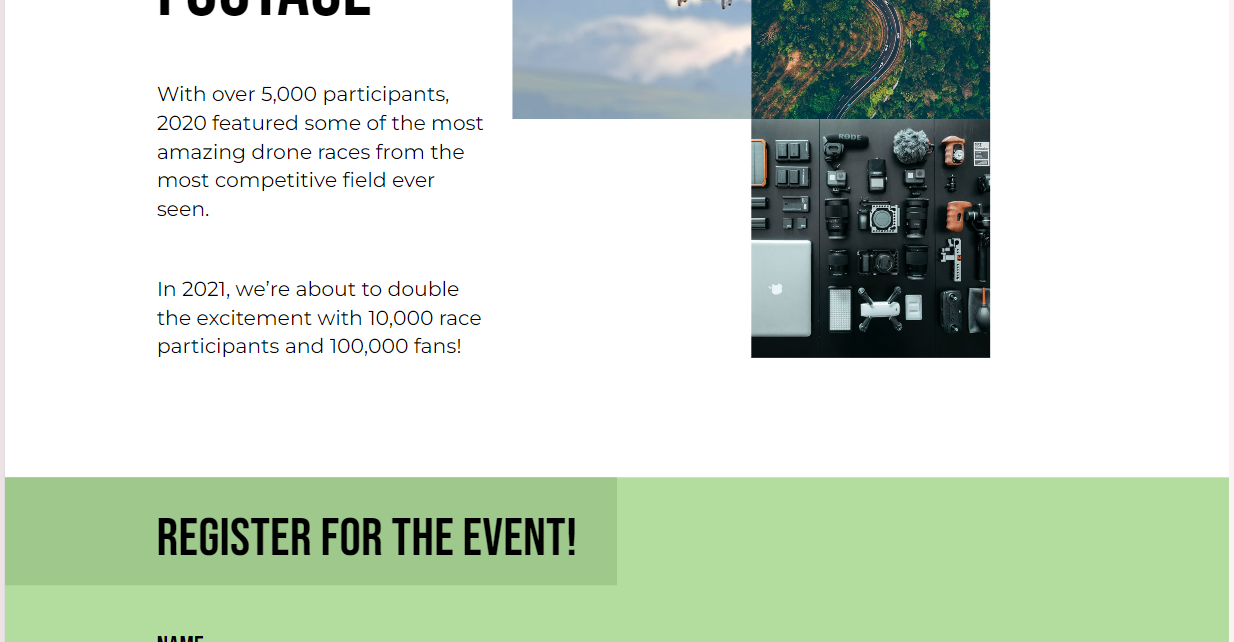 FOOTAGE
With over 5,000 participants,
2020 featured some of the most
amazing drone races from the
most competitive field ever
seen.
In 2021, we’re about to double
the excitement with 10,000 race
participants and 100,000 fans!
RODE
REGISTER FOR THE EVENT!
NAME